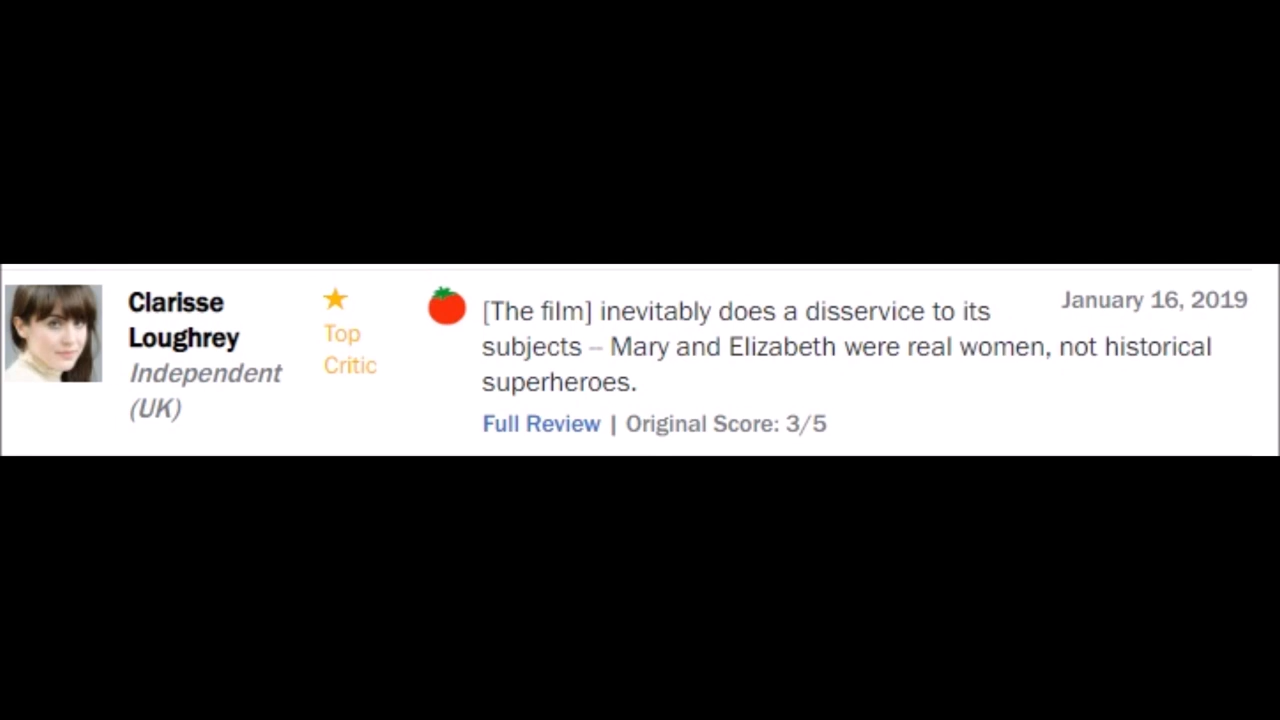 Clarisse
Loughrey
Independent
(UK)
★
Top
Critic
[The film] inevitably does a disservice to its
subjects – Mary and Elizabeth were real women, not historical
superheroes.
Full Review | Original Score: 3/5
January 16, 2019